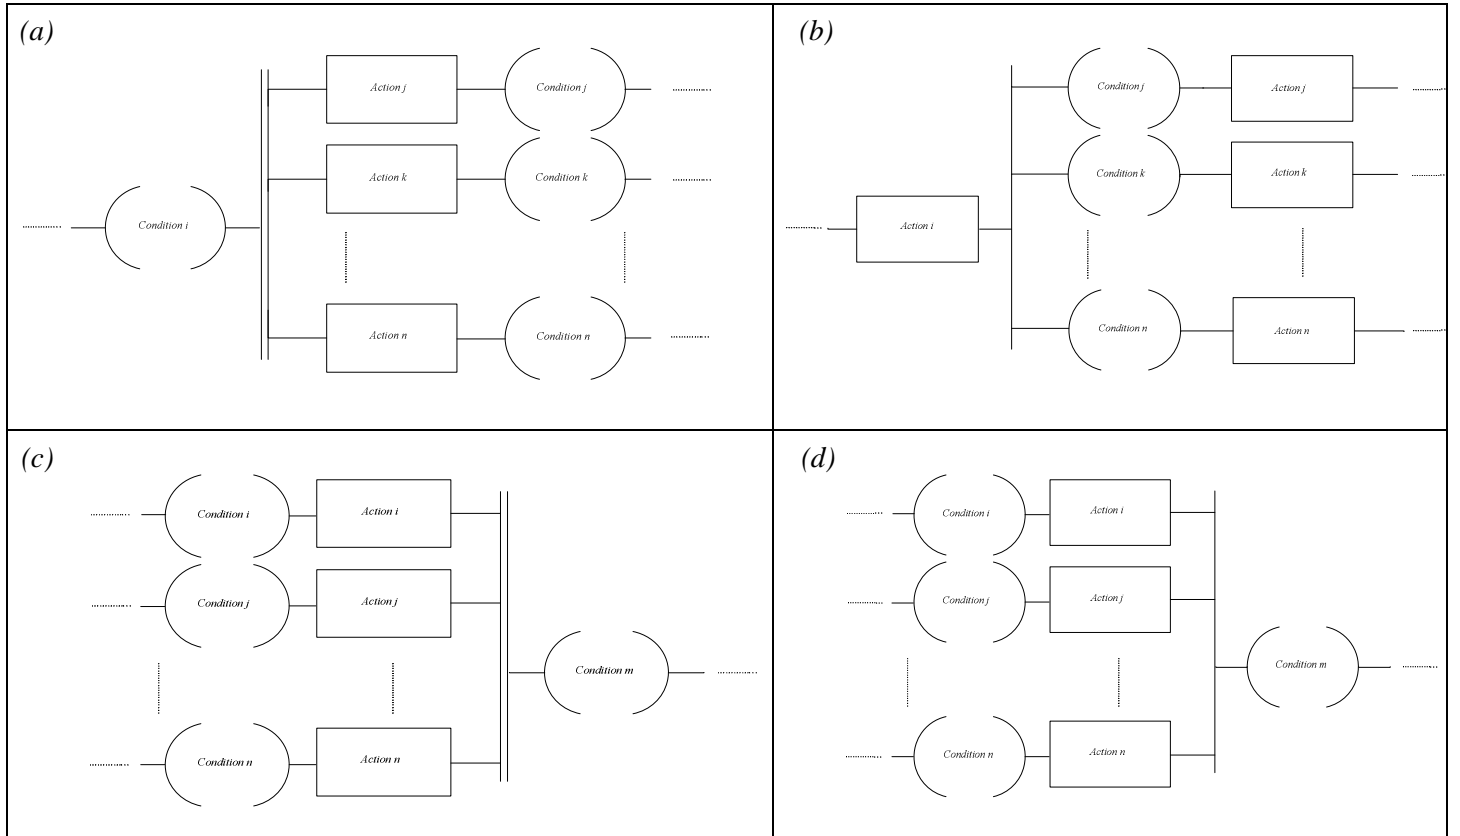 (a)
Action j
Condition j
Action k
Condition k
Condition i
Action n
Condition n
(b)
Condition j
Action j
Condition k
Action k
Action i
Condition n
Action n
(c)
Condition i
Action i
Condition j
Action j
Condition m
Condition n
Action n
(d)
Condition i
Action i
Condition j
Action j
Condition m
Condition n
Action n